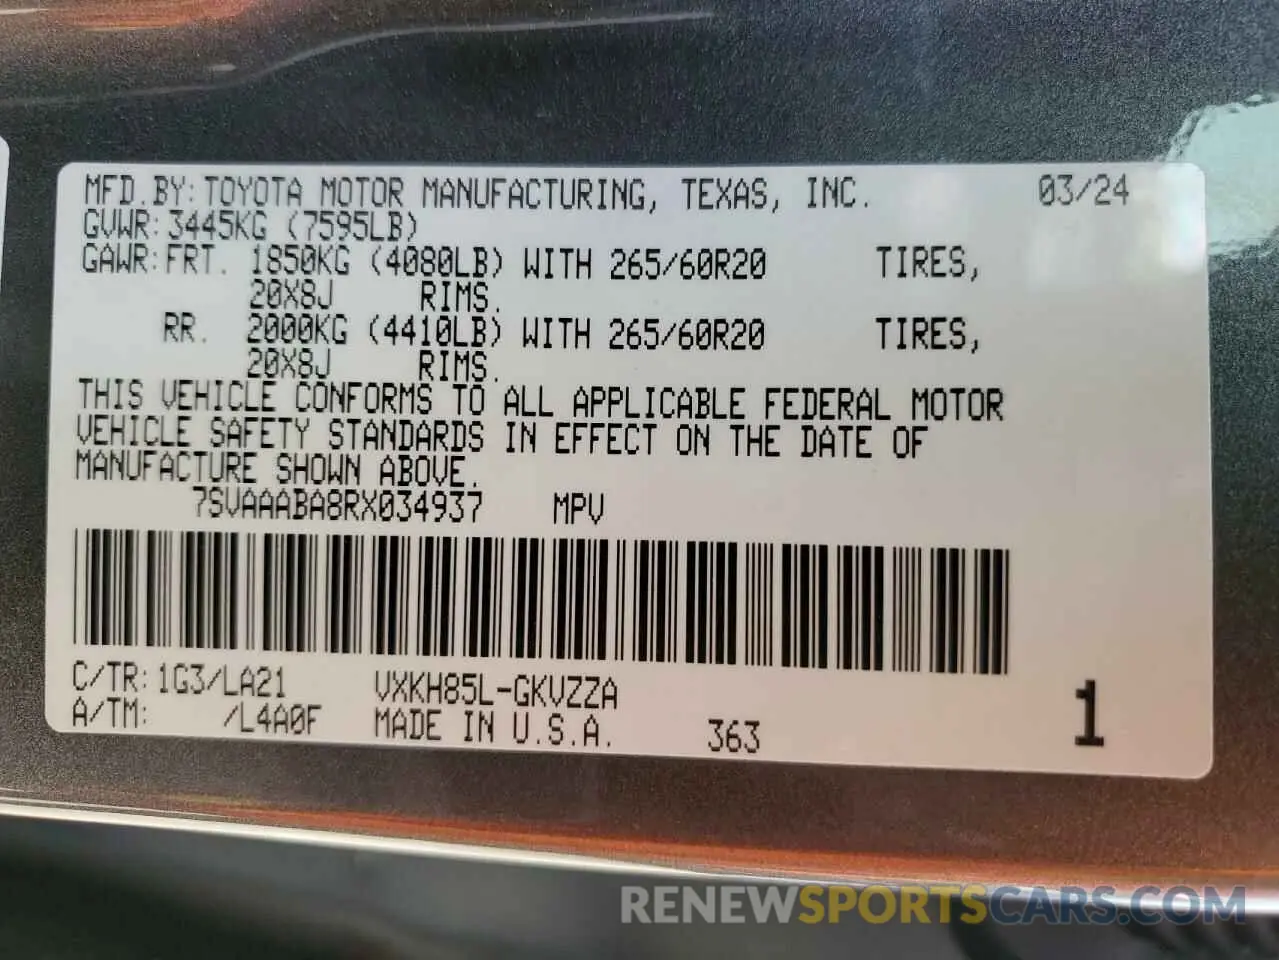 MFD.BY: TOYOTA MOTOR MANUFACTURING, TEXAS, INC. 03/24
GVWR: 3445KG (7595LB)
GAWR: FRT. 1850KG (4080LB) WITH 265/60R20 TIRES,
20X8J RIMS.
RR. 2000KG (4410LB) WITH 265/60R20 TIRES,
20X8J RIMS.
THIS VEHICLE CONFORMS TO ALL APPLICABLE FEDERAL MOTOR
VEHICLE SAFETY STANDARDS IN EFFECT ON THE DATE OF
MANUFACTURE SHOWN ABOVE.
7SVAAABA8RX034937 MPV
C/TR: 1G3/LA21 VXKH85L-GKVZZA
A/TM: /L4A0F MADE IN U.S.A. 363 1
RENEWSPORTSCARS.COM